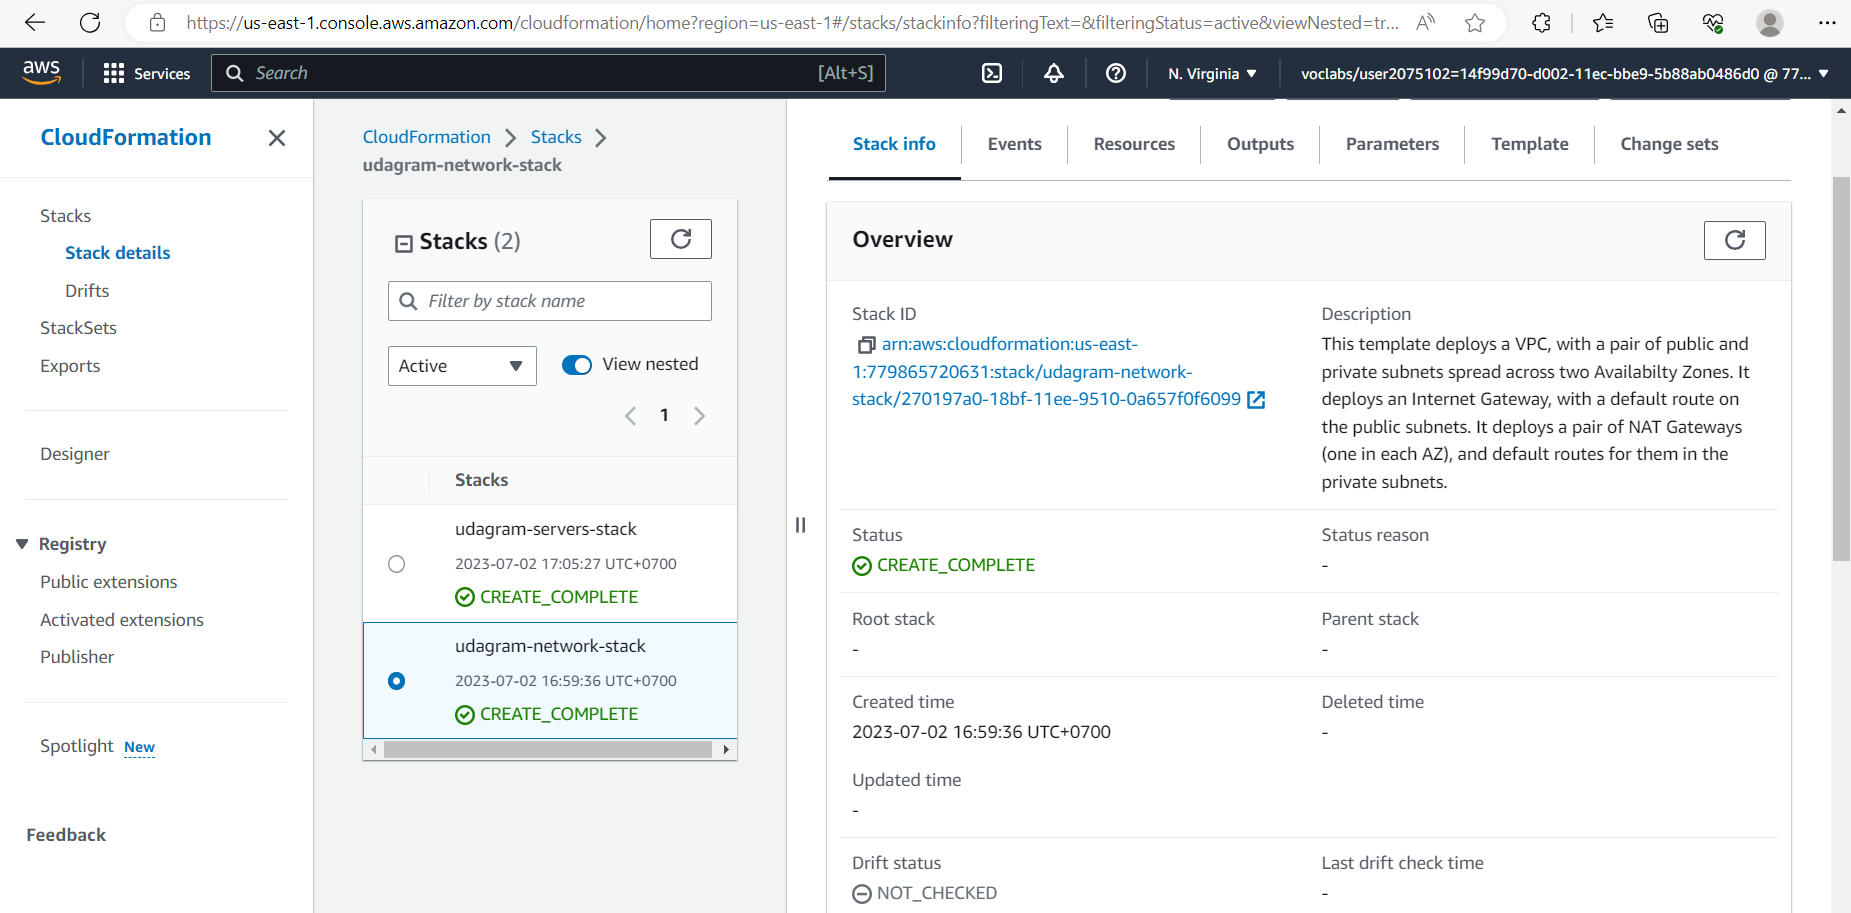 https://us-east-1.console.aws.amazon.com/cloudformation/home?region=us-east-1#/stacks/stackinfo?filteringText=&filteringStatus=active&viewNested=tr...
aws
Services
Search
[Alt+S]
N. Virginia
voclabs/user2075102=14f99d70-d002-11ec-bbe9-5b88ab0486d0 @ 77...
CloudFormation
Stacks
Stack details
Drifts
StackSets
Exports
Designer
Registry
Public extensions
Activated extensions
Publisher
Spotlight New
Feedback
CloudFormation
Stacks
udagram-network-stack
Stacks (2)
Filter by stack name
Active
View nested
1
Stacks
udagram-servers-stack
2023-07-02 17:05:27 UTC+0700
CREATE_COMPLETE
udagram-network-stack
2023-07-02 16:59:36 UTC+0700
CREATE_COMPLETE
Stack info
Events
Resources
Outputs
Parameters
Template
Change sets
Overview
Stack ID
arn:aws:cloudformation:us-east-
1:779865720631:stack/udagram-network-
stack/270197a0-18bf-11ee-9510-0a657f0f6099
Description
This template deploys a VPC, with a pair of public and
private subnets spread across two Availabilty Zones. It
deploys an Internet Gateway, with a default route on
the public subnets. It deploys a pair of NAT Gateways
(one in each AZ), and default routes for them in the
private subnets.
Status
CREATE_COMPLETE
Status reason
-
Root stack
-
Parent stack
-
Created time
2023-07-02 16:59:36 UTC+0700
Deleted time
-
Updated time
-
Drift status
NOT_CHECKED
Last drift check time
-